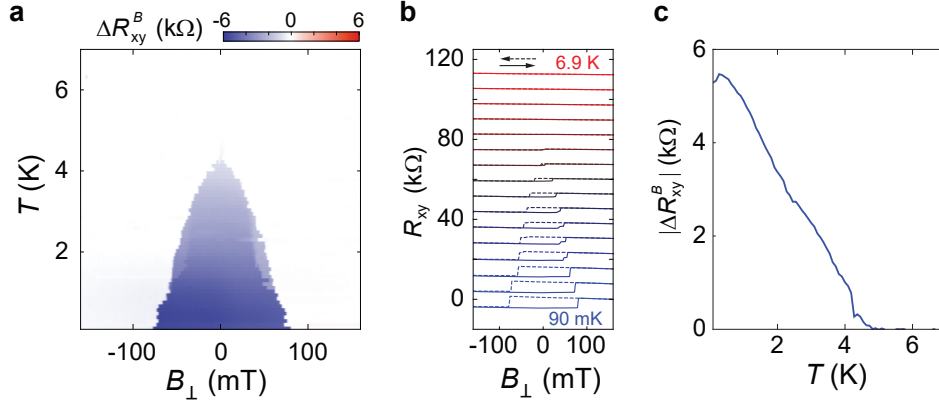 a
ΔR^B_xy (kΩ)
-6 0 6
T (K)
6
4
2
-100 0 100
B⊥ (mT)
b
R_xy (kΩ)
120
80
40
0
6.9 K
90 mK
-100 0 100
B⊥ (mT)
c
|ΔR^B_xy| (kΩ)
6
4
2
0
2 4 6
T (K)